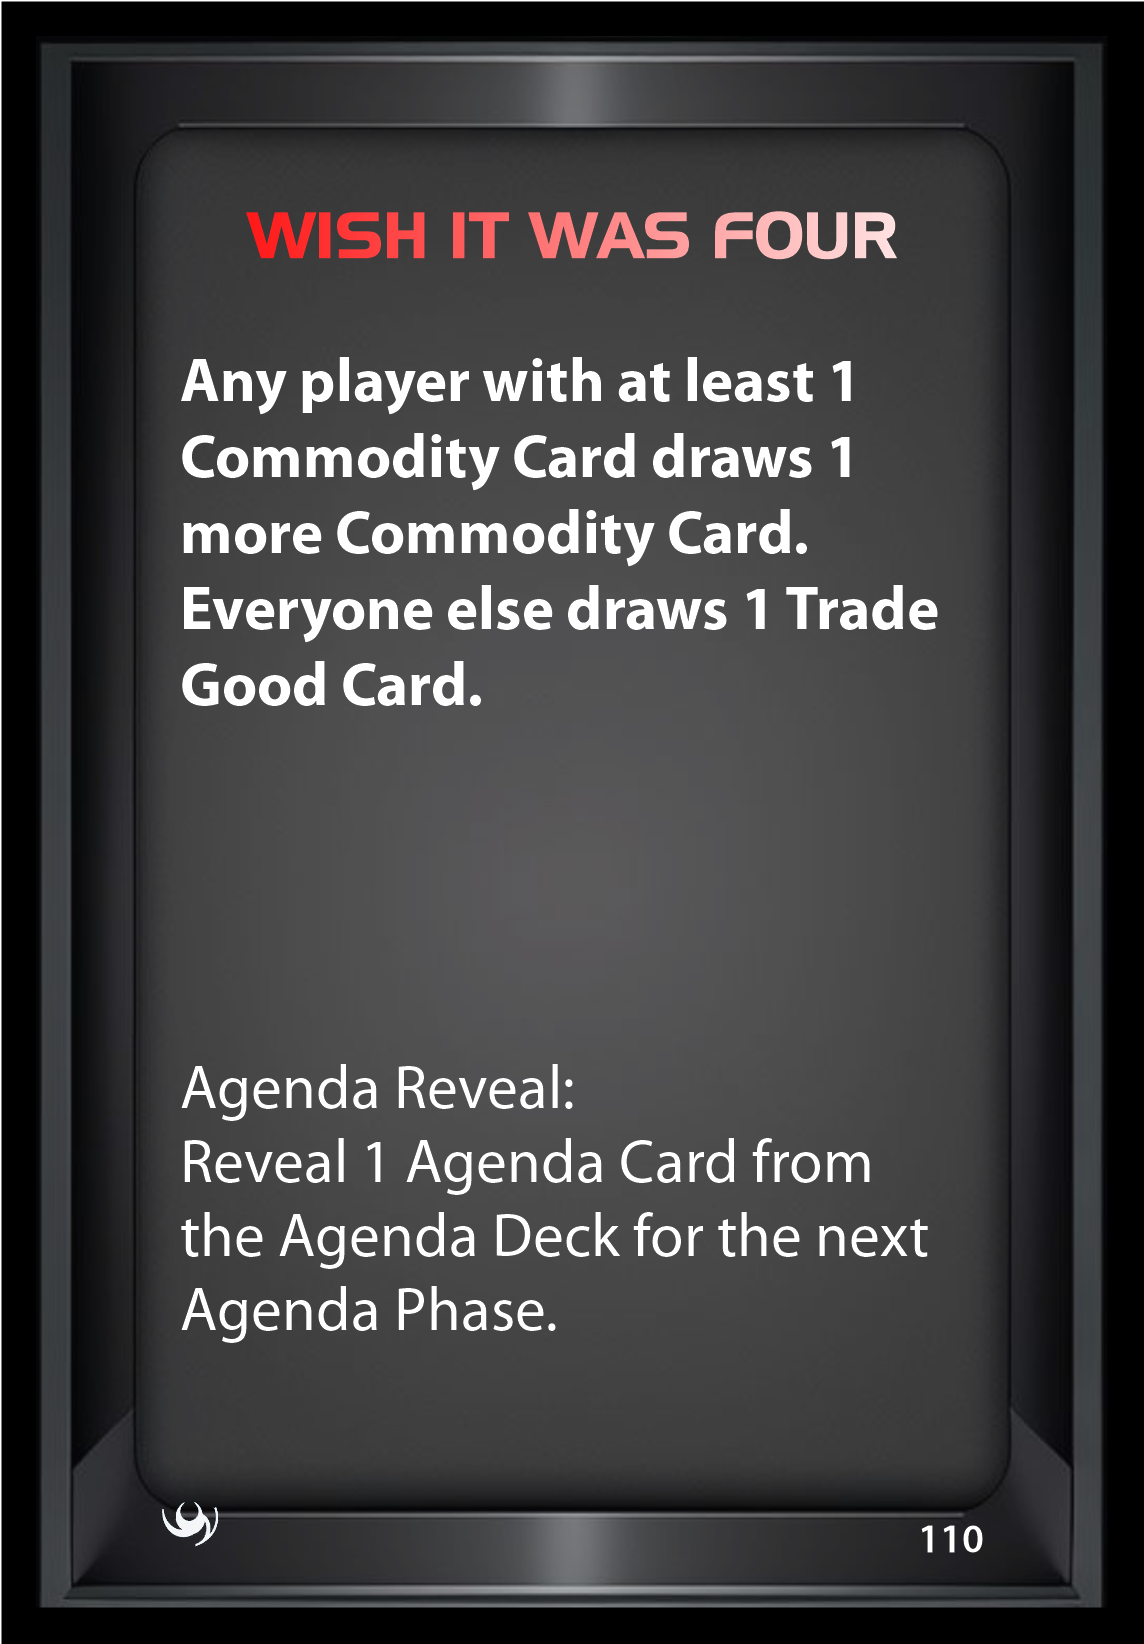 WISH IT WAS FOUR
Any player with at least 1
Commodity Card draws 1
more Commodity Card.
Everyone else draws 1 Trade
Good Card.
Agenda Reveal:
Reveal 1 Agenda Card from
the Agenda Deck for the next
Agenda Phase.
110